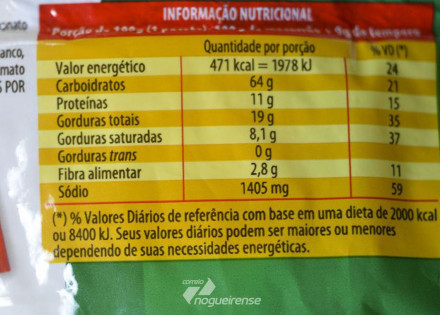 INFORMAÇÃO NUTRICIONAL
Quantidade por porção % VD (*)
Valor energético 471 kcal = 1978 kJ 24
Carboidratos 64 g 21
Proteínas 11 g 15
Gorduras totais 19 g 35
Gorduras saturadas 8,1 g 37
Gorduras trans 0 g
Fibra alimentar 2,8 g 11
Sódio 1405 mg 59
(*) % Valores Diários de referência com base em uma dieta de 2000 kcal
ou 8400 kJ. Seus valores diários podem ser maiores ou menores
dependendo de suas necessidades energéticas.
correio
nogueirense